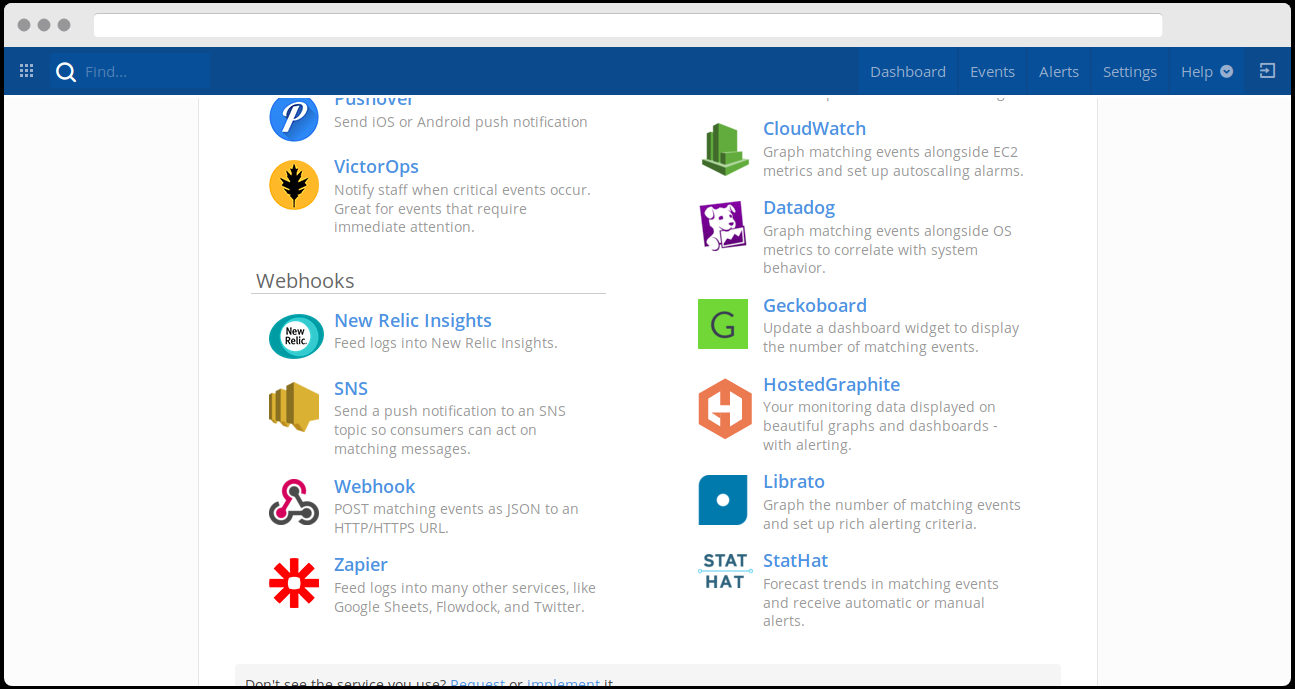 Find...
Dashboard
Events
Alerts
Settings
Help
Pushover
Send iOS or Android push notification
VictorOps
Notify staff when critical events occur.
Great for events that require
immediate attention.
Webhooks
New
Relic.
New Relic Insights
Feed logs into New Relic Insights.
SNS
Send a push notification to an SNS
topic so consumers can act on
matching messages.
Webhook
POST matching events as JSON to an
HTTP/HTTPS URL.
Zapier
Feed logs into many other services, like
Google Sheets, Flowdock, and Twitter.
CloudWatch
Graph matching events alongside EC2
metrics and set up autoscaling alarms.
Datadog
Graph matching events alongside OS
metrics to correlate with system
behavior.
G
Geckoboard
Update a dashboard widget to display
the number of matching events.
HostedGraphite
Your monitoring data displayed on
beautiful graphs and dashboards -
with alerting.
Librato
Graph the number of matching events
and set up rich alerting criteria.
STAT
HAT
StatHat
Forecast trends in matching events
and receive automatic or manual
alerts.
Don't see the service you use? Request or implement it